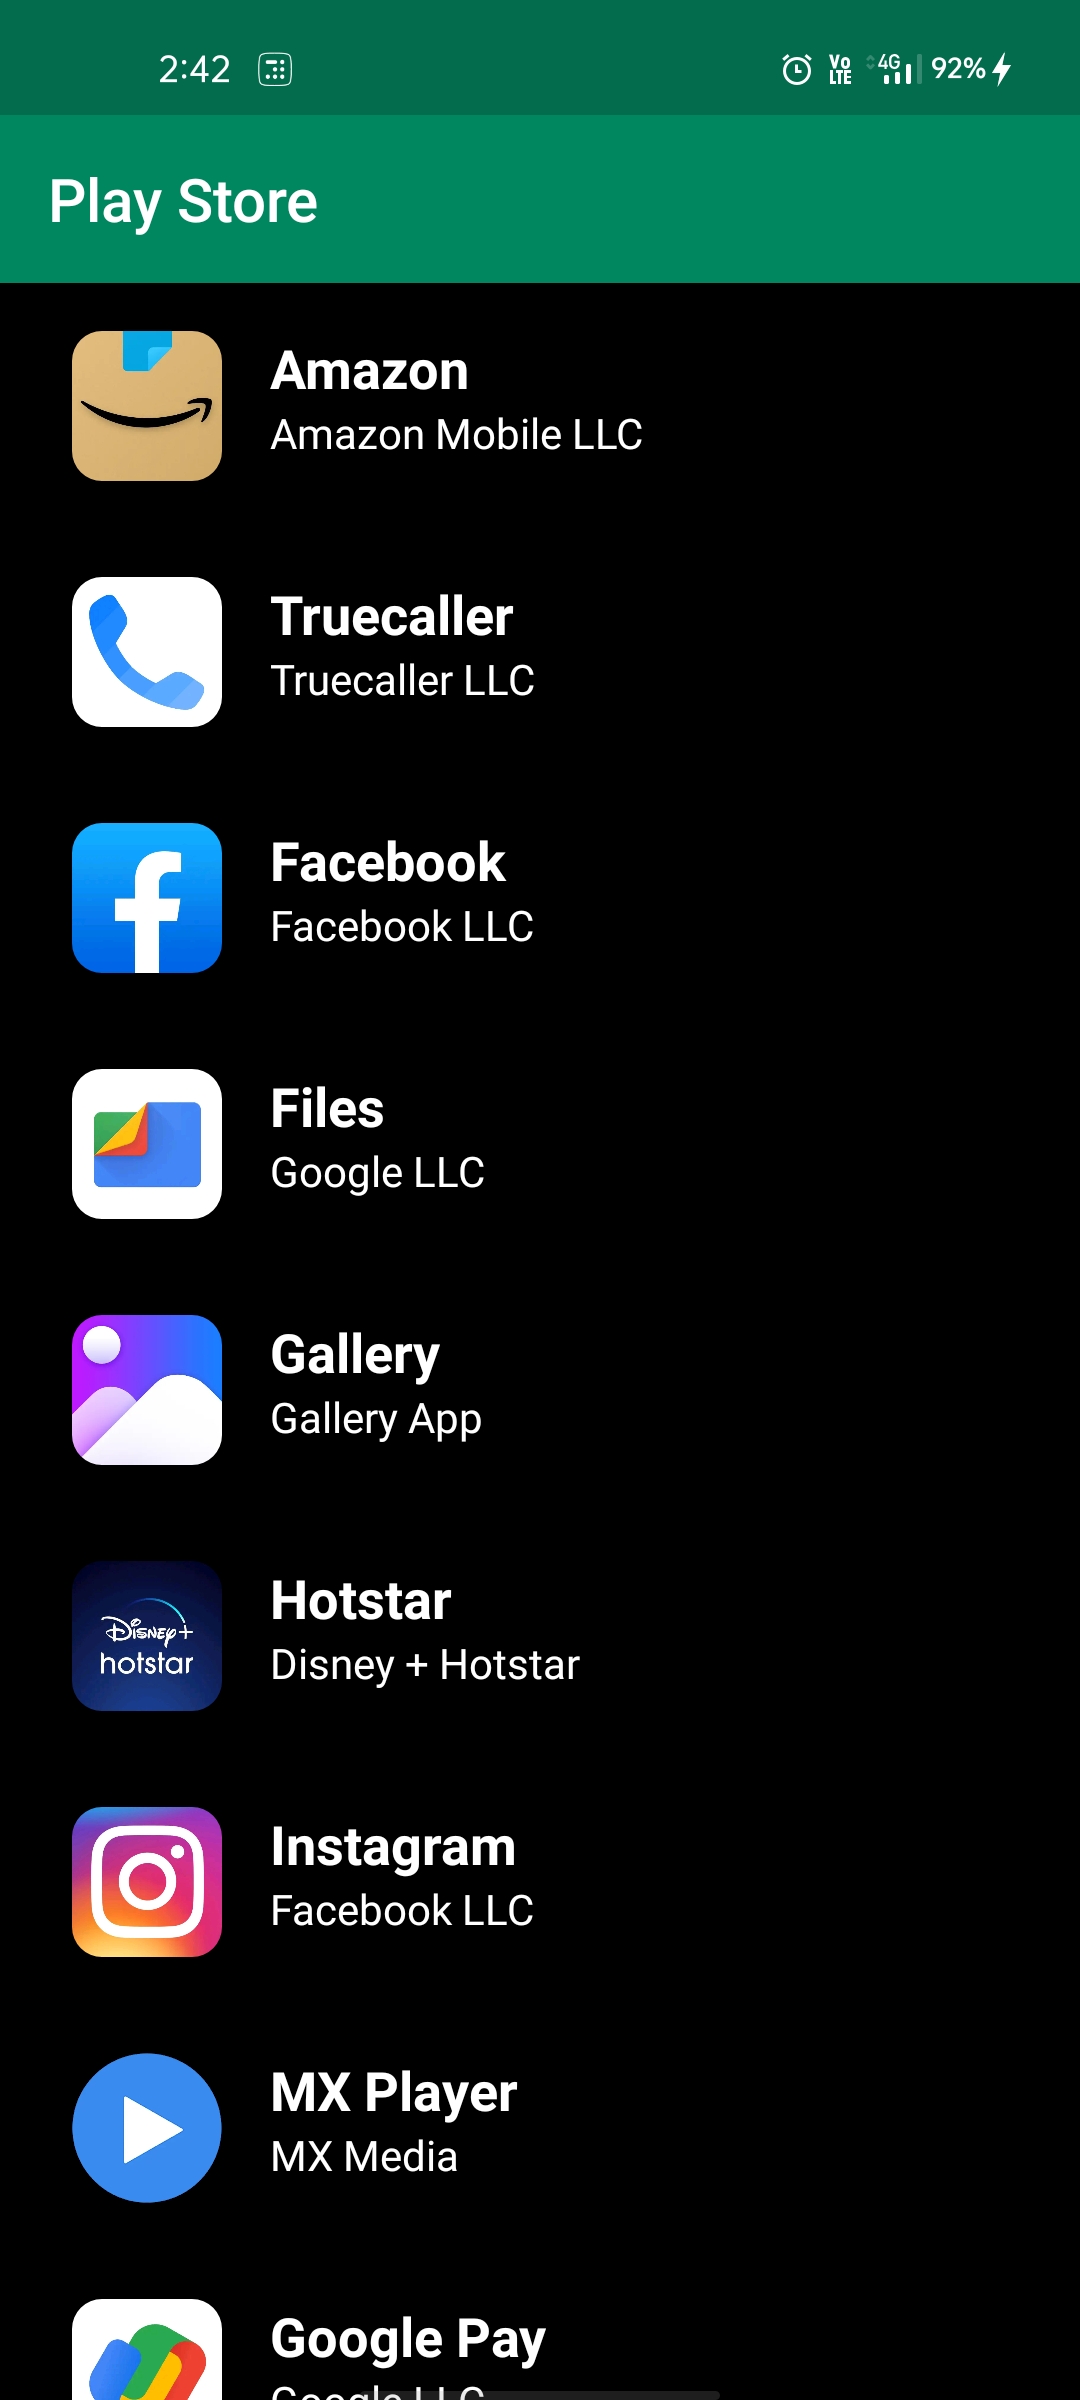 2:42
Vo
LTE
4G
92%
Play Store
Amazon
Amazon Mobile LLC
Truecaller
Truecaller LLC
Facebook
Facebook LLC
Files
Google LLC
Gallery
Gallery App
Disney+
hotstar
Hotstar
Disney + Hotstar
Instagram
Facebook LLC
MX Player
MX Media
Google Pay
Google LLC